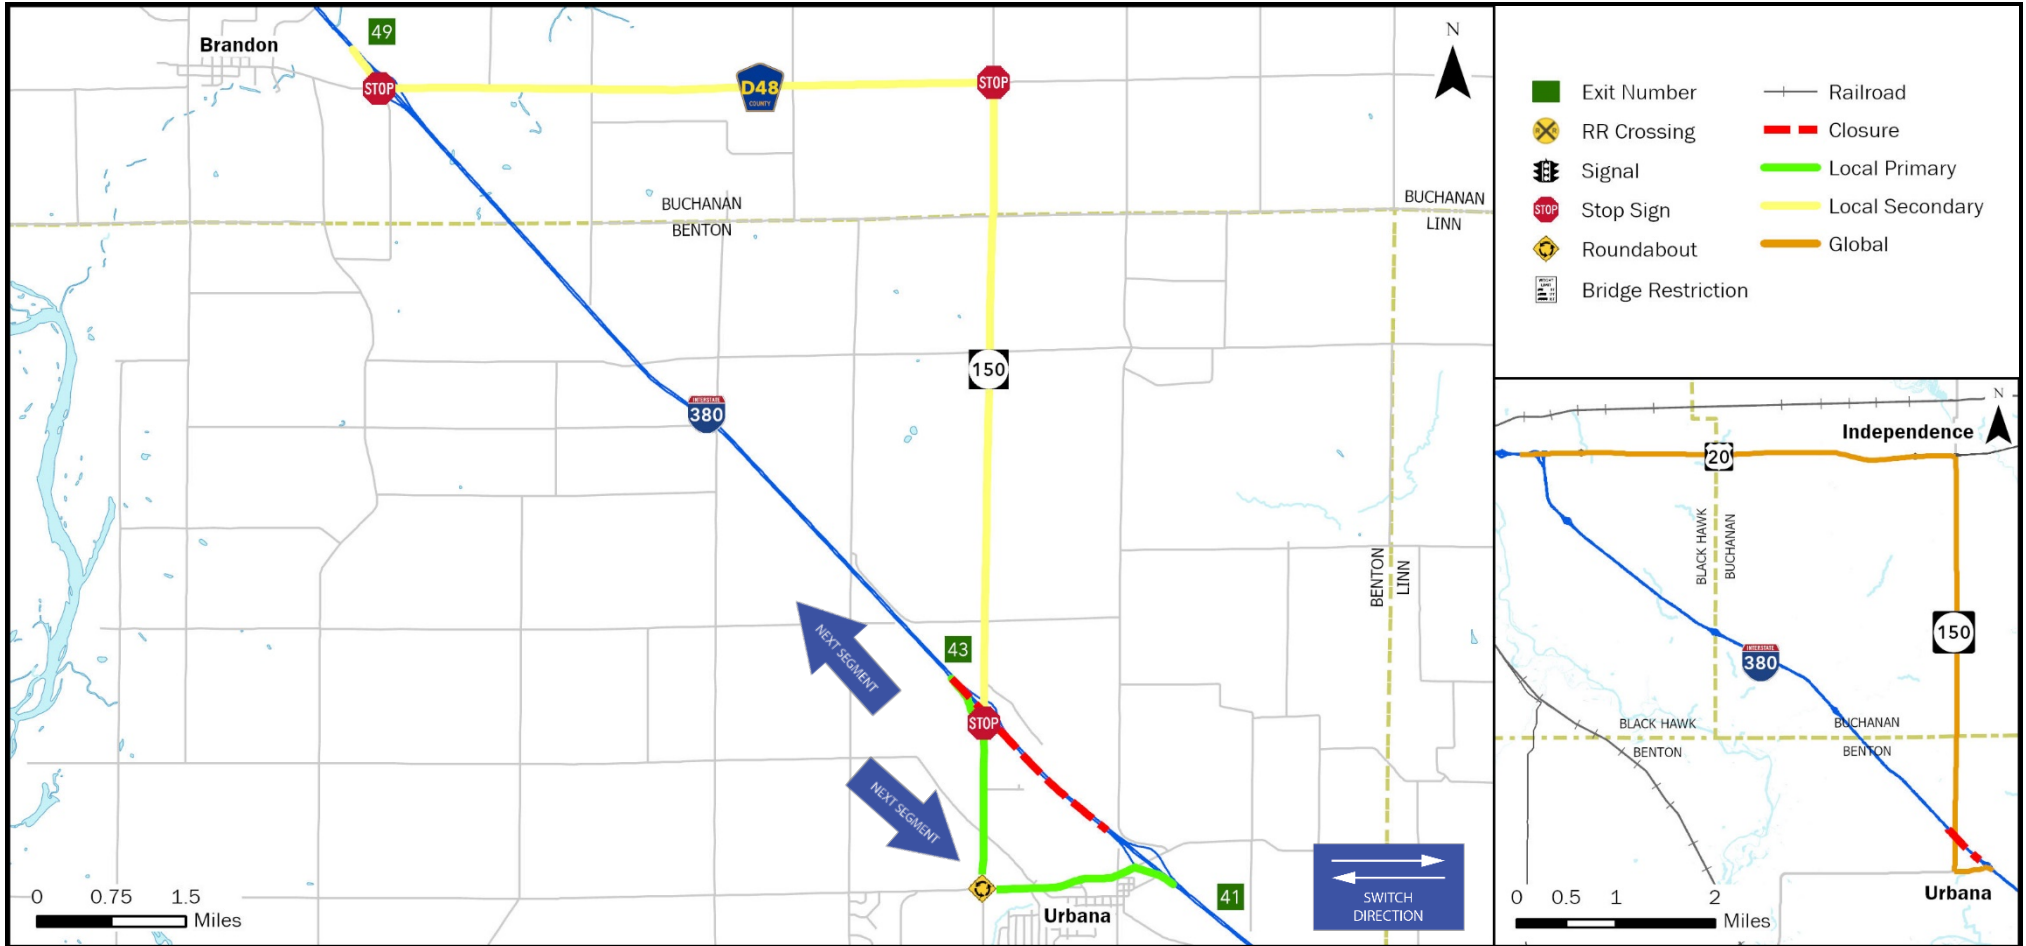 49
Brandon
STOP
D48
COUNTY
STOP
N
BUCHANAN
BENTON
BUCHANAN
LINN
150
INTERSTATE
380
BENTON
LINN
43
NEXT SEGMENT
STOP
NEXT SEGMENT
0 0.75 1.5
Miles
Urbana
41
SWITCH
DIRECTION
Exit Number
RR Crossing
Signal
STOP Stop Sign
Roundabout
Bridge Restriction
Railroad
Closure
Local Primary
Local Secondary
Global
N
Independence
20
BLACK HAWK
BUCHANAN
150
INTERSTATE
380
BLACK HAWK
BENTON
BUCHANAN
BENTON
Urbana
0 0.5 1 2
Miles